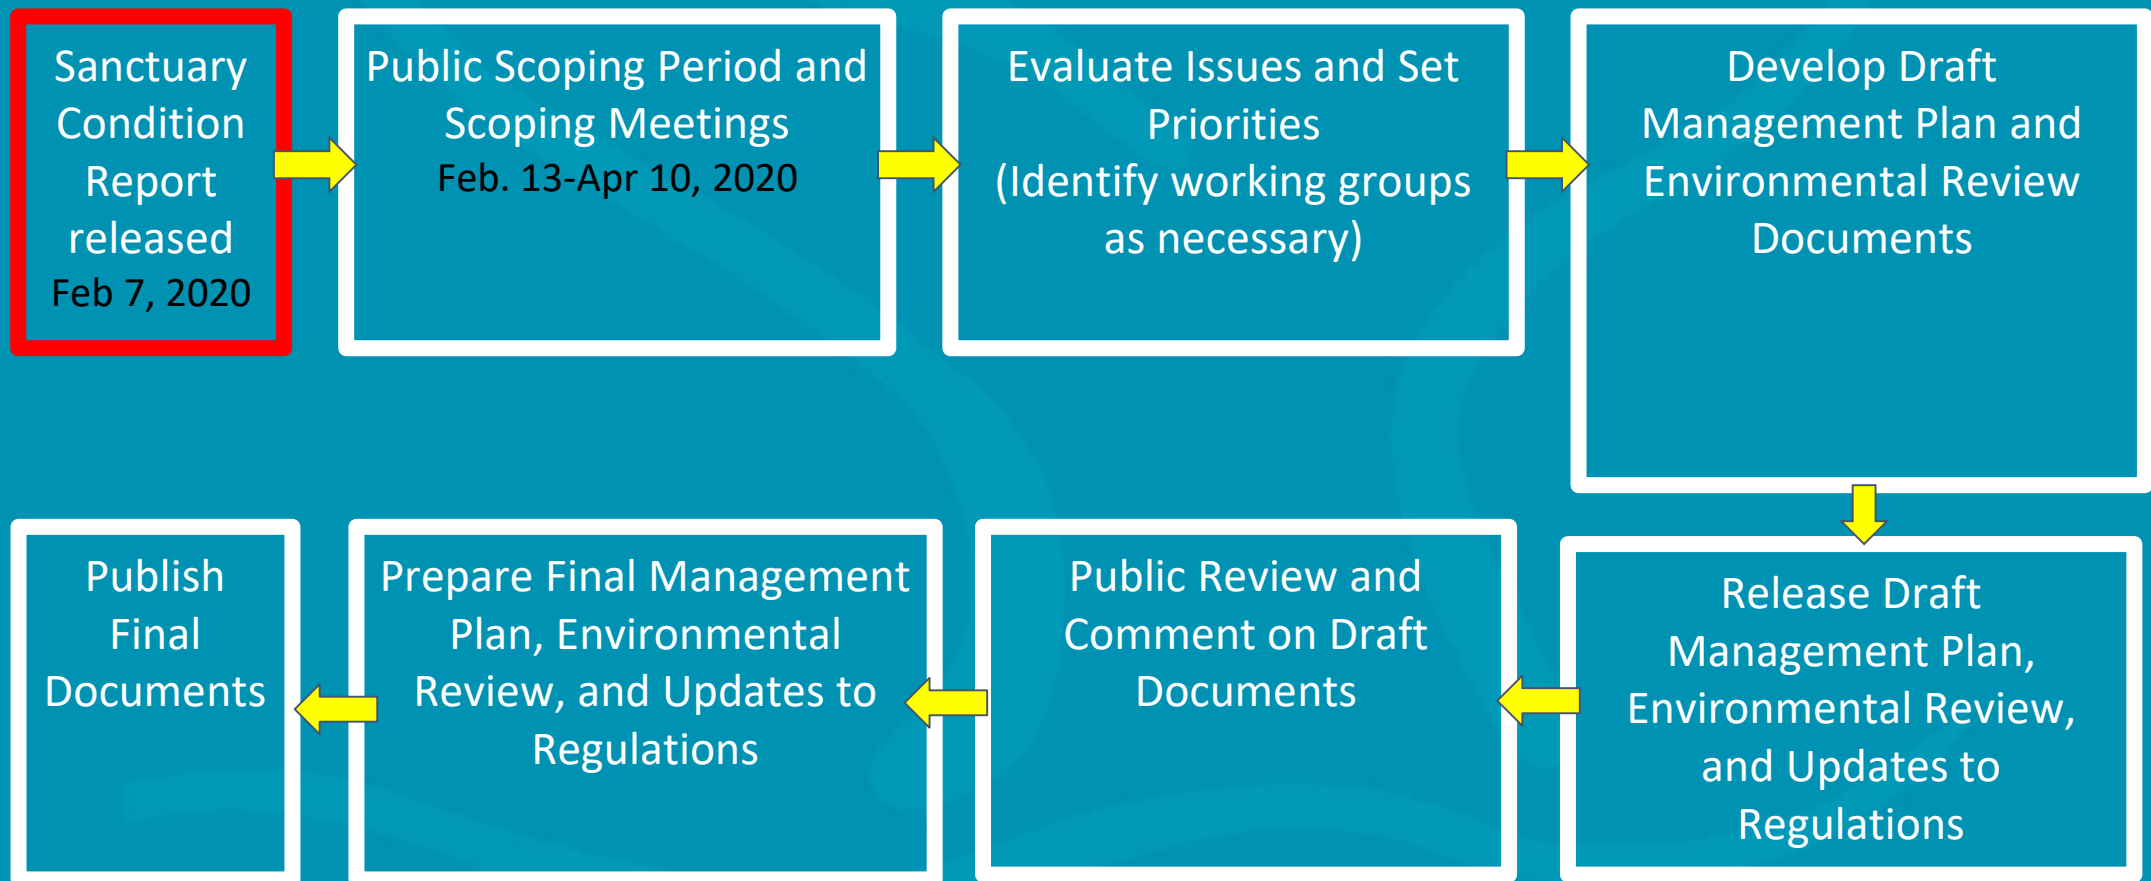 Sanctuary
Condition
Report
released
Feb 7, 2020
Public Scoping Period and
Scoping Meetings
Feb. 13-Apr 10, 2020
Evaluate Issues and Set
Priorities
(Identify working groups
as necessary)
Develop Draft
Management Plan and
Environmental Review
Documents
Release Draft
Management Plan,
Environmental Review,
and Updates to
Regulations
Public Review and
Comment on Draft
Documents
Prepare Final Management
Plan, Environmental
Review, and Updates to
Regulations
Publish
Final
Documents